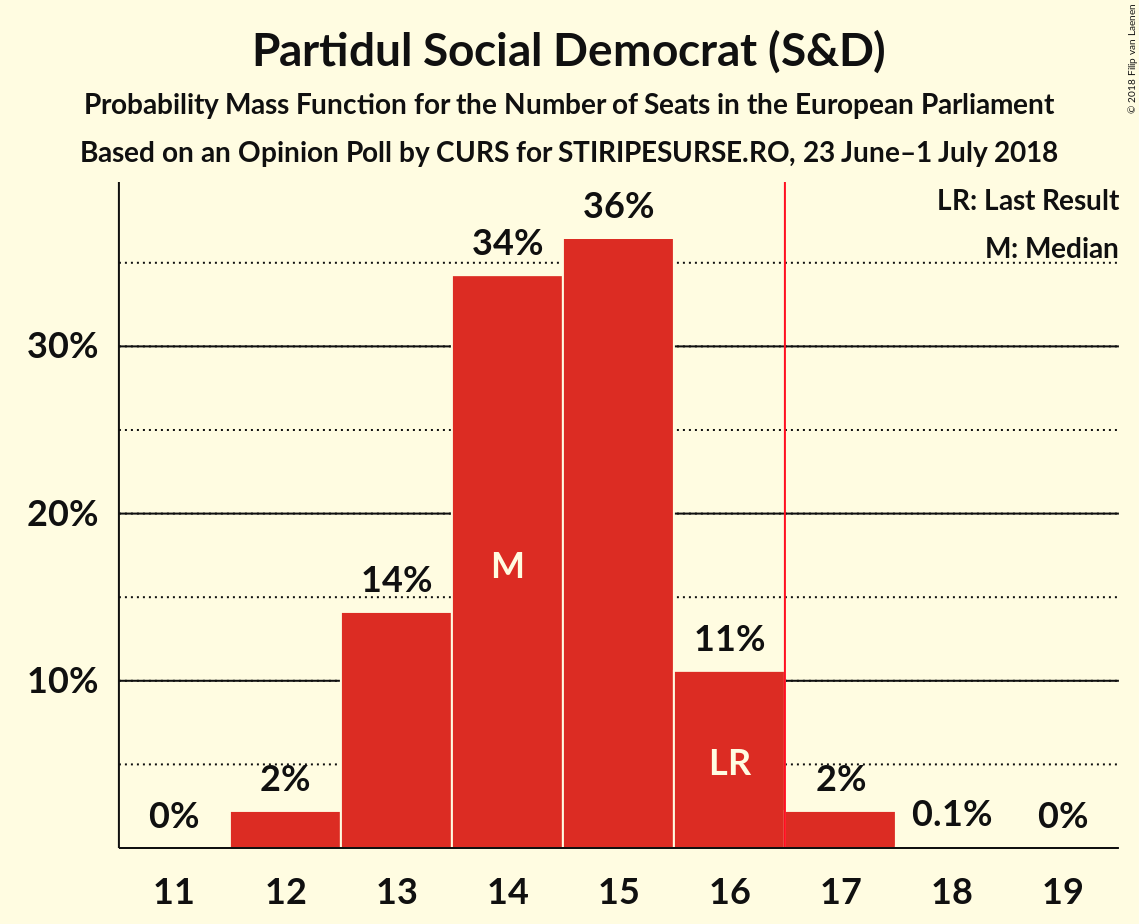 Partidul Social Democrat (S&D)
Probability Mass Function for the Number of Seats in the European Parliament
Based on an Opinion Poll by CURS for STIRIPESURSE.RO, 23 June–1 July 2018
© 2018 Filip van Laenen
LR: Last Result
M: Median
36%
34%
30%
20%
14%
M
11%
10%
LR
2%
2%
0%
0.1%
0%
11 12 13 14 15 16 17 18 19